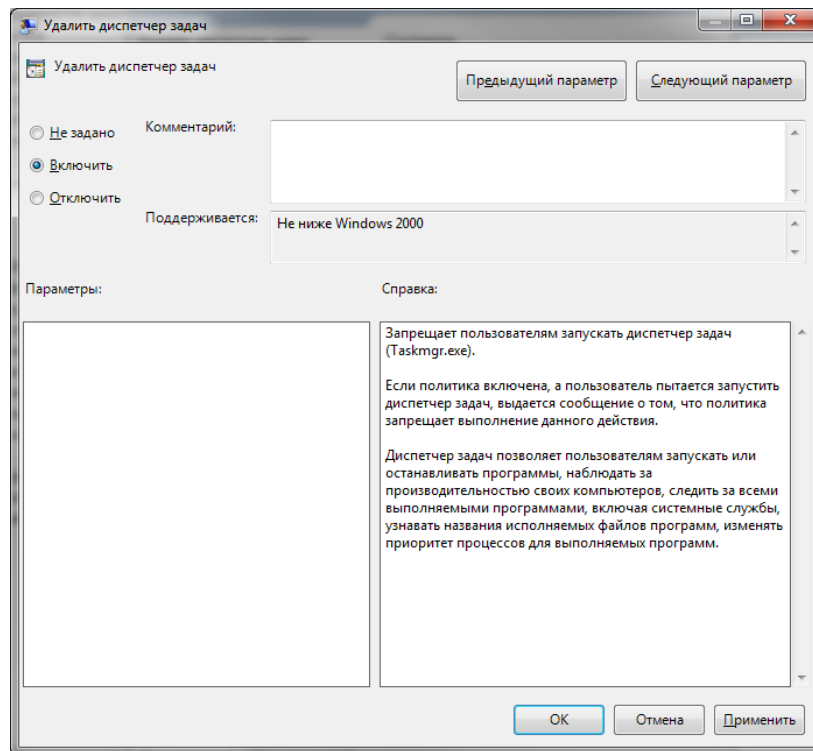 Удалить диспетчер задач
Удалить диспетчер задач
Предыдущий параметр
Следующий параметр
Не задано
Комментарий:
Включить
Отключить
Поддерживается:
Не ниже Windows 2000
Параметры:
Справка:
Запрещает пользователям запускать диспетчер задач
(Taskmgr.exe).
Если политика включена, а пользователь пытается запустить
диспетчер задач, выдается сообщение о том, что политика
запрещает выполнение данного действия.
Диспетчер задач позволяет пользователям запускать или
останавливать программы, наблюдать за
производительностью своих компьютеров, следить за всеми
выполняемыми программами, включая системные службы,
узнавать названия исполняемых файлов программ, изменять
приоритет процессов для выполняемых программ.
ОК
Отмена
Применить